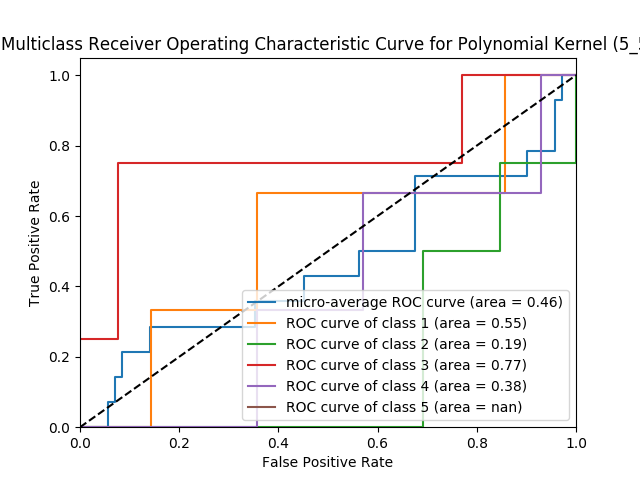 Multiclass Receiver Operating Characteristic Curve for Polynomial Kernel (5_5
1.0
0.8
0.6
0.4
0.2
0.0
True Positive Rate
micro-average ROC curve (area = 0.46)
ROC curve of class 1 (area = 0.55)
ROC curve of class 2 (area = 0.19)
ROC curve of class 3 (area = 0.77)
ROC curve of class 4 (area = 0.38)
ROC curve of class 5 (area = nan)
0.0 0.2 0.4 0.6 0.8 1.0
False Positive Rate